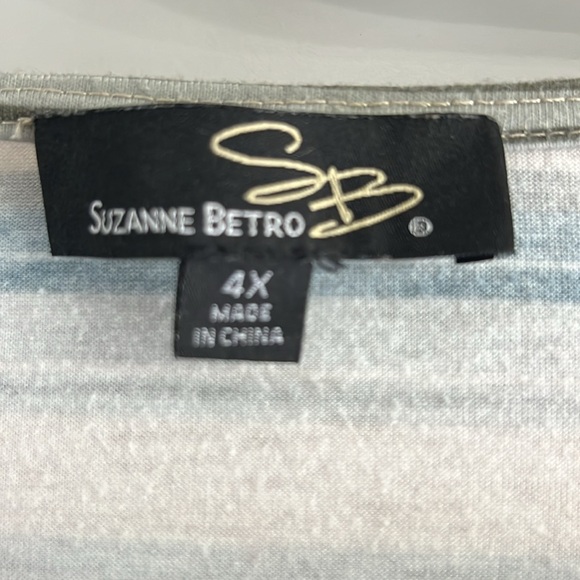 SB
SUZANNE BETRO ®
4X
MADE
IN CHINA